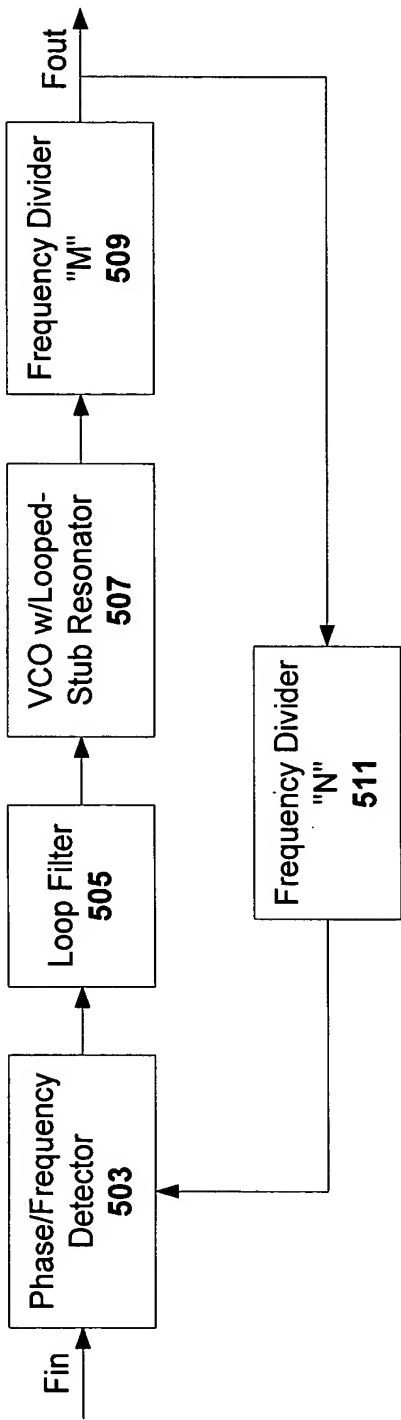 Fin
Phase/Frequency
Detector
503
Loop Filter
505
VCO w/Looped-
Stub Resonator
507
Frequency Divider
"M"
509
Fout
Frequency Divider
"N"
511